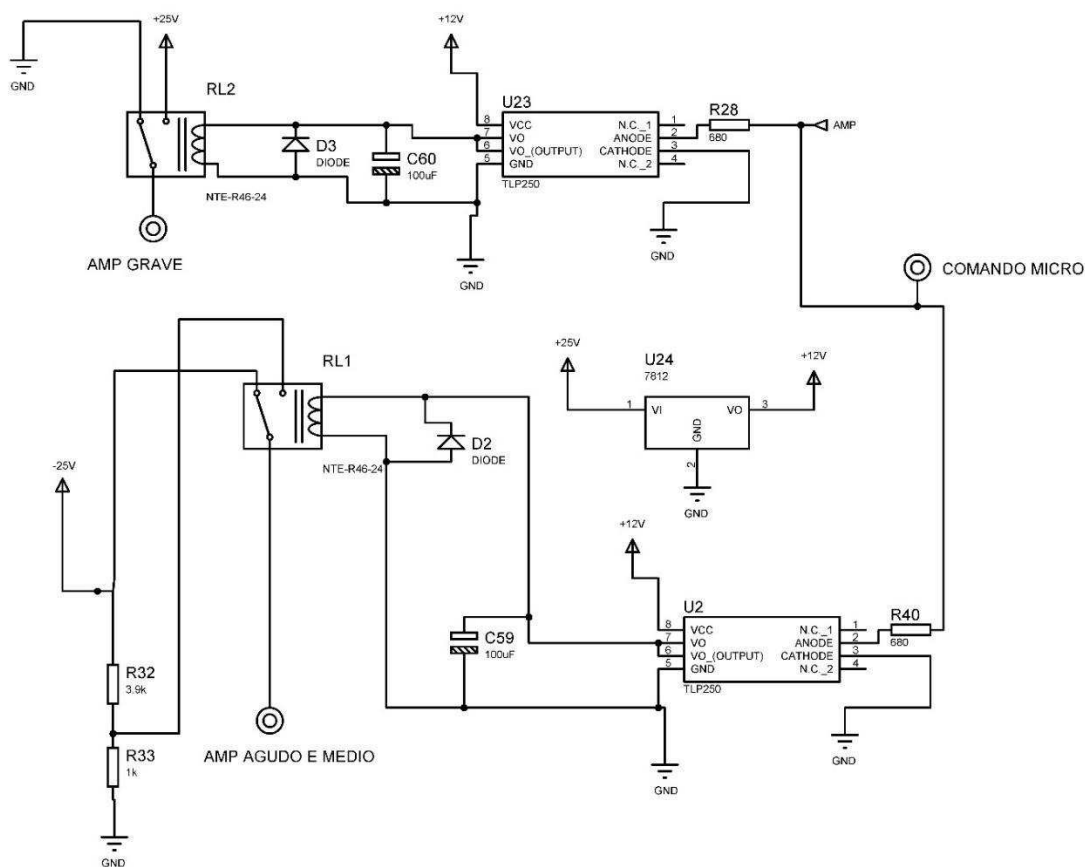 +25V
+12V
GND
RL2
NTE-R46-24
AMP GRAVE
D3
DIODE
C60
100uF
U23
8 VCC N.C._1 1
7 VO ANODE 2
6 VO_(OUTPUT) CATHODE 3
5 GND N.C._2 4
TLP250
R28
680
AMP
GND
GND
COMANDO MICRO
RL1
NTE-R46-24
D2
DIODE
+25V
U24
7812
+12V
1 VI VO 3
GND
2
GND
-25V
+12V
C59
100uF
U2
8 VCC N.C._1 1
7 VO ANODE 2
6 VO_(OUTPUT) CATHODE 3
5 GND N.C._2 4
TLP250
R40
680
R32
3.9k
R33
1k
AMP AGUDO E MEDIO
GND
GND
GND